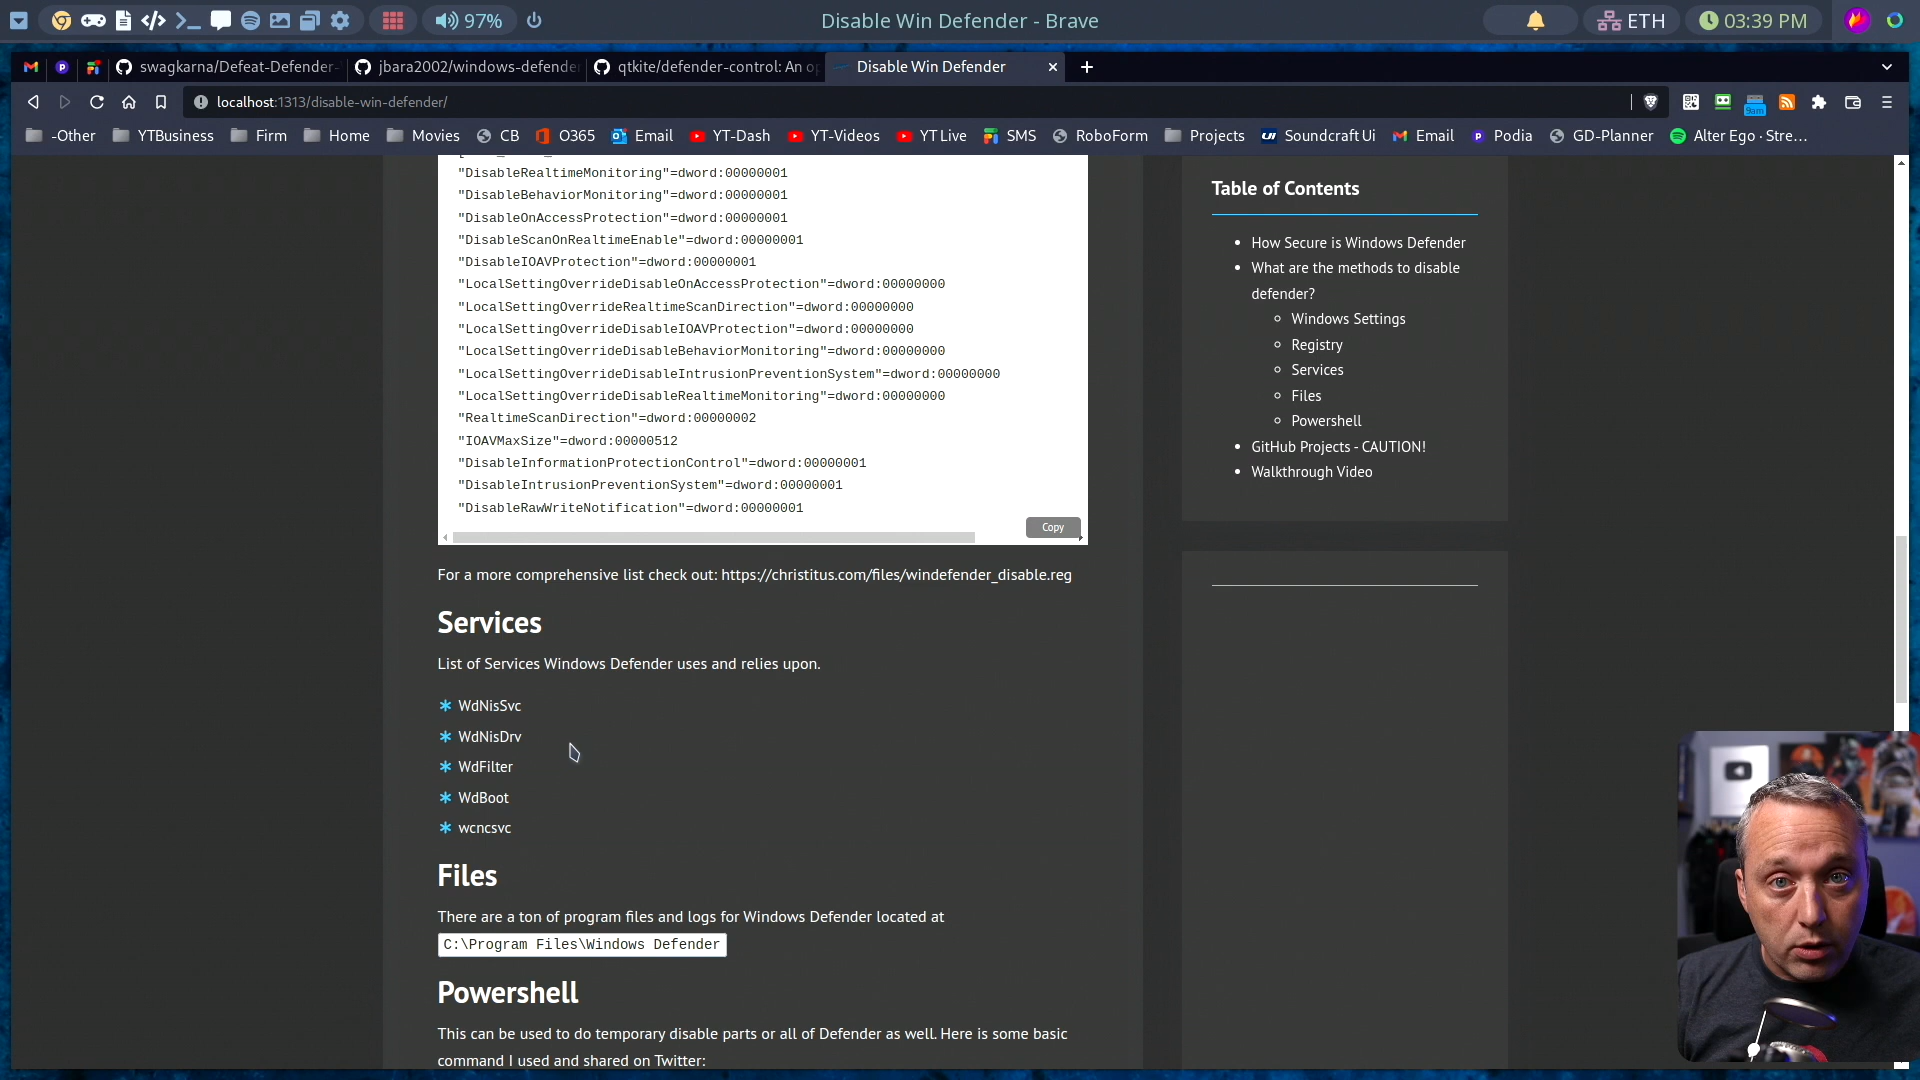 97%
Disable Win Defender - Brave
ETH
03:39 PM
swagkarna/Defeat-Defender-
jbara2002/windows-defende
qtkite/defender-control: An op
Disable Win Defender
localhost:1313/disable-win-defender/
9am
-Other
YTBusiness
Firm
Home
Movies
CB
O365
Email
YT-Dash
YT-Videos
YT Live
SMS
RoboForm
Projects
Soundcraft Ui
Email
Podia
GD-Planner
Alter Ego · Stre...
"DisableRealtimeMonitoring"=dword:00000001
"DisableBehaviorMonitoring"=dword:00000001
"DisableOnAccessProtection"=dword:00000001
"DisableScanOnRealtimeEnable"=dword:00000001
"DisableIOAVProtection"=dword:00000001
"LocalSettingOverrideDisableOnAccessProtection"=dword:00000000
"LocalSettingOverrideRealtimeScanDirection"=dword:00000000
"LocalSettingOverrideDisableIOAVProtection"=dword:00000000
"LocalSettingOverrideDisableBehaviorMonitoring"=dword:00000000
"LocalSettingOverrideDisableIntrusionPreventionSystem"=dword:00000000
"LocalSettingOverrideDisableRealtimeMonitoring"=dword:00000000
"RealtimeScanDirection"=dword:00000002
"IOAVMaxSize"=dword:00000512
"DisableInformationProtectionControl"=dword:00000001
"DisableIntrusionPreventionSystem"=dword:00000001
"DisableRawWriteNotification"=dword:00000001
Copy
For a more comprehensive list check out: https://christitus.com/files/windefender_disable.reg
Services
List of Services Windows Defender uses and relies upon.
WdNisSvc
WdNisDrv
WdFilter
WdBoot
wcncsvc
Files
There are a ton of program files and logs for Windows Defender located at
C:\Program Files\Windows Defender
Powershell
This can be used to do temporary disable parts or all of Defender as well. Here is some basic
command I used and shared on Twitter:
Table of Contents
How Secure is Windows Defender
What are the methods to disable
defender?
Windows Settings
Registry
Services
Files
Powershell
GitHub Projects - CAUTION!
Walkthrough Video